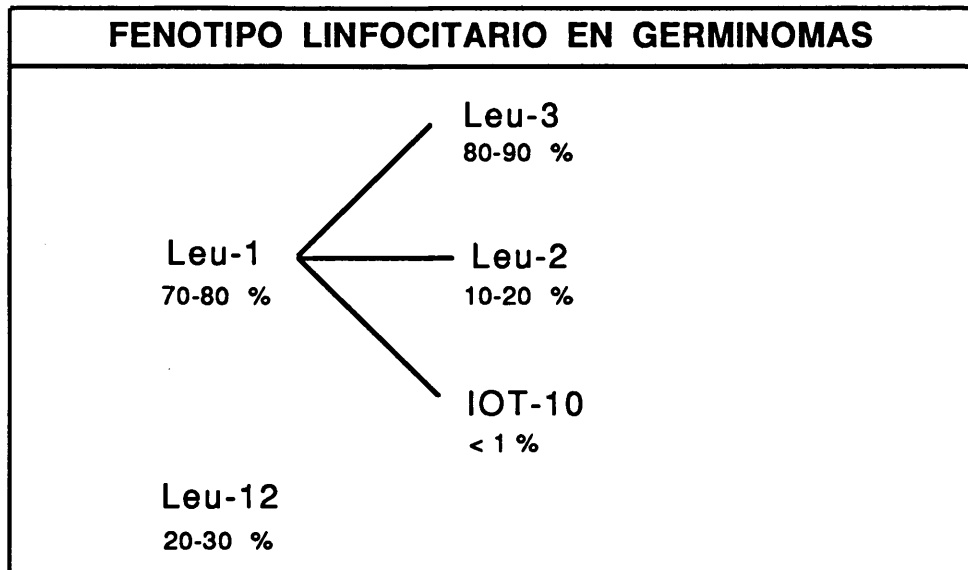 FENOTIPO LINFOCITARIO EN GERMINOMAS
Leu-3
80-90 %
Leu-1
70-80 %
Leu-2
10-20 %
IOT-10
< 1 %
Leu-12
20-30 %